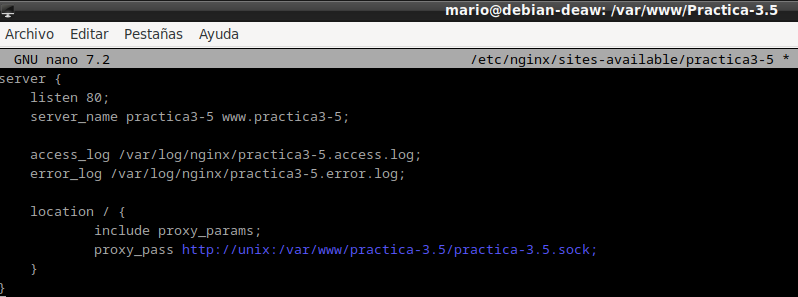 mario@debian-deaw: /var/www/Practica-3.5
Archivo Editar Pestañas Ayuda
GNU nano 7.2 /etc/nginx/sites-available/practica3-5 *
server {
    listen 80;
    server_name practica3-5 www.practica3-5;

    access_log /var/log/nginx/practica3-5.access.log;
    error_log /var/log/nginx/practica3-5.error.log;

    location / {
            include proxy_params;
            proxy_pass http://unix:/var/www/practica-3.5/practica-3.5.sock;
    }
}